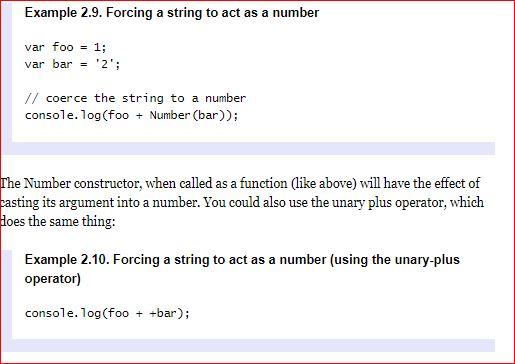 Example 2.9. Forcing a string to act as a number
var foo = 1;
var bar = '2';
// coerce the string to a number
console.log(foo + Number(bar));
The Number constructor, when called as a function (like above) will have the effect of
casting its argument into a number. You could also use the unary plus operator, which
does the same thing:
Example 2.10. Forcing a string to act as a number (using the unary-plus
operator)
console.log(foo + +bar);